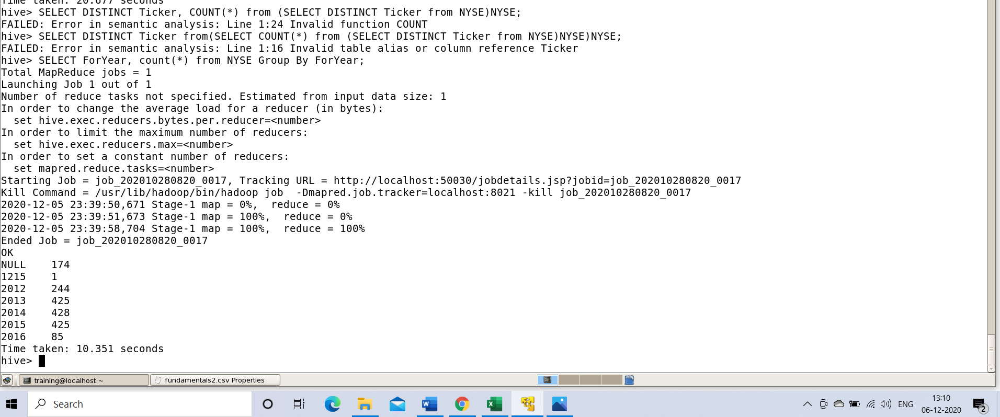 Time taken: 20.677 seconds
hive> SELECT DISTINCT Ticker, COUNT(*) from (SELECT DISTINCT Ticker from NYSE)NYSE;
FAILED: Error in semantic analysis: Line 1:24 Invalid function COUNT
hive> SELECT DISTINCT Ticker from(SELECT COUNT(*) from (SELECT DISTINCT Ticker from NYSE)NYSE)NYSE;
FAILED: Error in semantic analysis: Line 1:16 Invalid table alias or column reference Ticker
hive> SELECT ForYear, count(*) from NYSE Group By ForYear;
Total MapReduce jobs = 1
Launching Job 1 out of 1
Number of reduce tasks not specified. Estimated from input data size: 1
In order to change the average load for a reducer (in bytes):
  set hive.exec.reducers.bytes.per.reducer=<number>
In order to limit the maximum number of reducers:
  set hive.exec.reducers.max=<number>
In order to set a constant number of reducers:
  set mapred.reduce.tasks=<number>
Starting Job = job_202010280820_0017, Tracking URL = http://localhost:50030/jobdetails.jsp?jobid=job_202010280820_0017
Kill Command = /usr/lib/hadoop/bin/hadoop job  -Dmapred.job.tracker=localhost:8021 -kill job_202010280820_0017
2020-12-05 23:39:50,671 Stage-1 map = 0%,  reduce = 0%
2020-12-05 23:39:51,673 Stage-1 map = 100%,  reduce = 0%
2020-12-05 23:39:58,704 Stage-1 map = 100%,  reduce = 100%
Ended Job = job_202010280820_0017
OK
NULL    174
1215    1
2012    244
2013    425
2014    428
2015    425
2016    85
Time taken: 10.351 seconds
hive>
training@localhost:~
fundamentals2.csv Properties
Search
ENG
13:10
06-12-2020
2